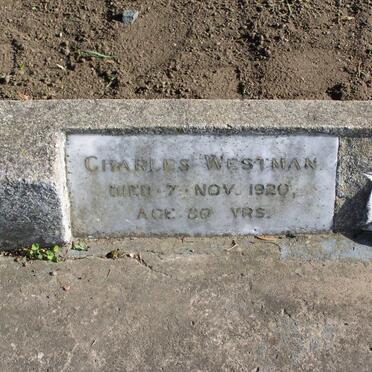 CHARLES WESTMAN.
DIED 7 NOV. 1920,
AGE 80 YRS.